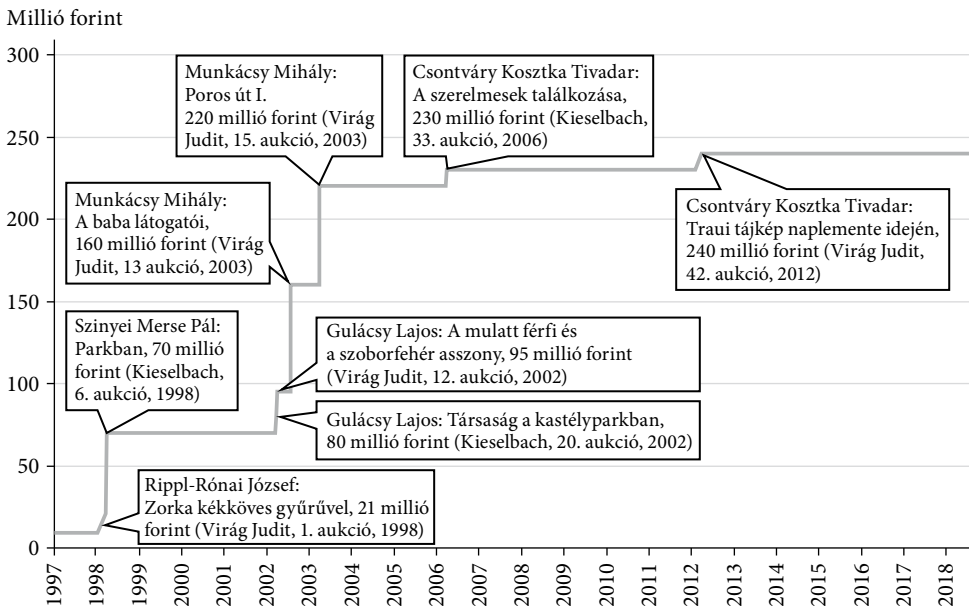 Millió forint
300
250
200
150
100
50
0
Munkácsy Mihály:
Poros út I.
220 millió forint (Virág
Judit, 15. aukció, 2003)
Csontváry Kosztka Tivadar:
A szerelmesek találkozása,
230 millió forint (Kieselbach,
33. aukció, 2006)
Munkácsy Mihály:
A baba látogatói,
160 millió forint (Virág
Judit, 13 aukció, 2003)
Csontváry Kosztka Tivadar:
Traui tájkép naplemente idején,
240 millió forint (Virág Judit,
42. aukció, 2012)
Szinyei Merse Pál:
Parkban, 70 millió
forint (Kieselbach,
6. aukció, 1998)
Gulácsy Lajos: A mulatt férfi és
a szoborfehér asszony, 95 millió forint
(Virág Judit, 12. aukció, 2002)
Gulácsy Lajos: Társaság a kastélyparkban,
80 millió forint (Kieselbach, 20. aukció, 2002)
Rippl-Rónai József:
Zorka kékköves gyűrűvel, 21 millió
forint (Virág Judit, 1. aukció, 1998)
1997
1998
1999
2000
2001
2002
2003
2004
2005
2006
2007
2008
2009
2010
2011
2012
2013
2014
2015
2016
2017
2018